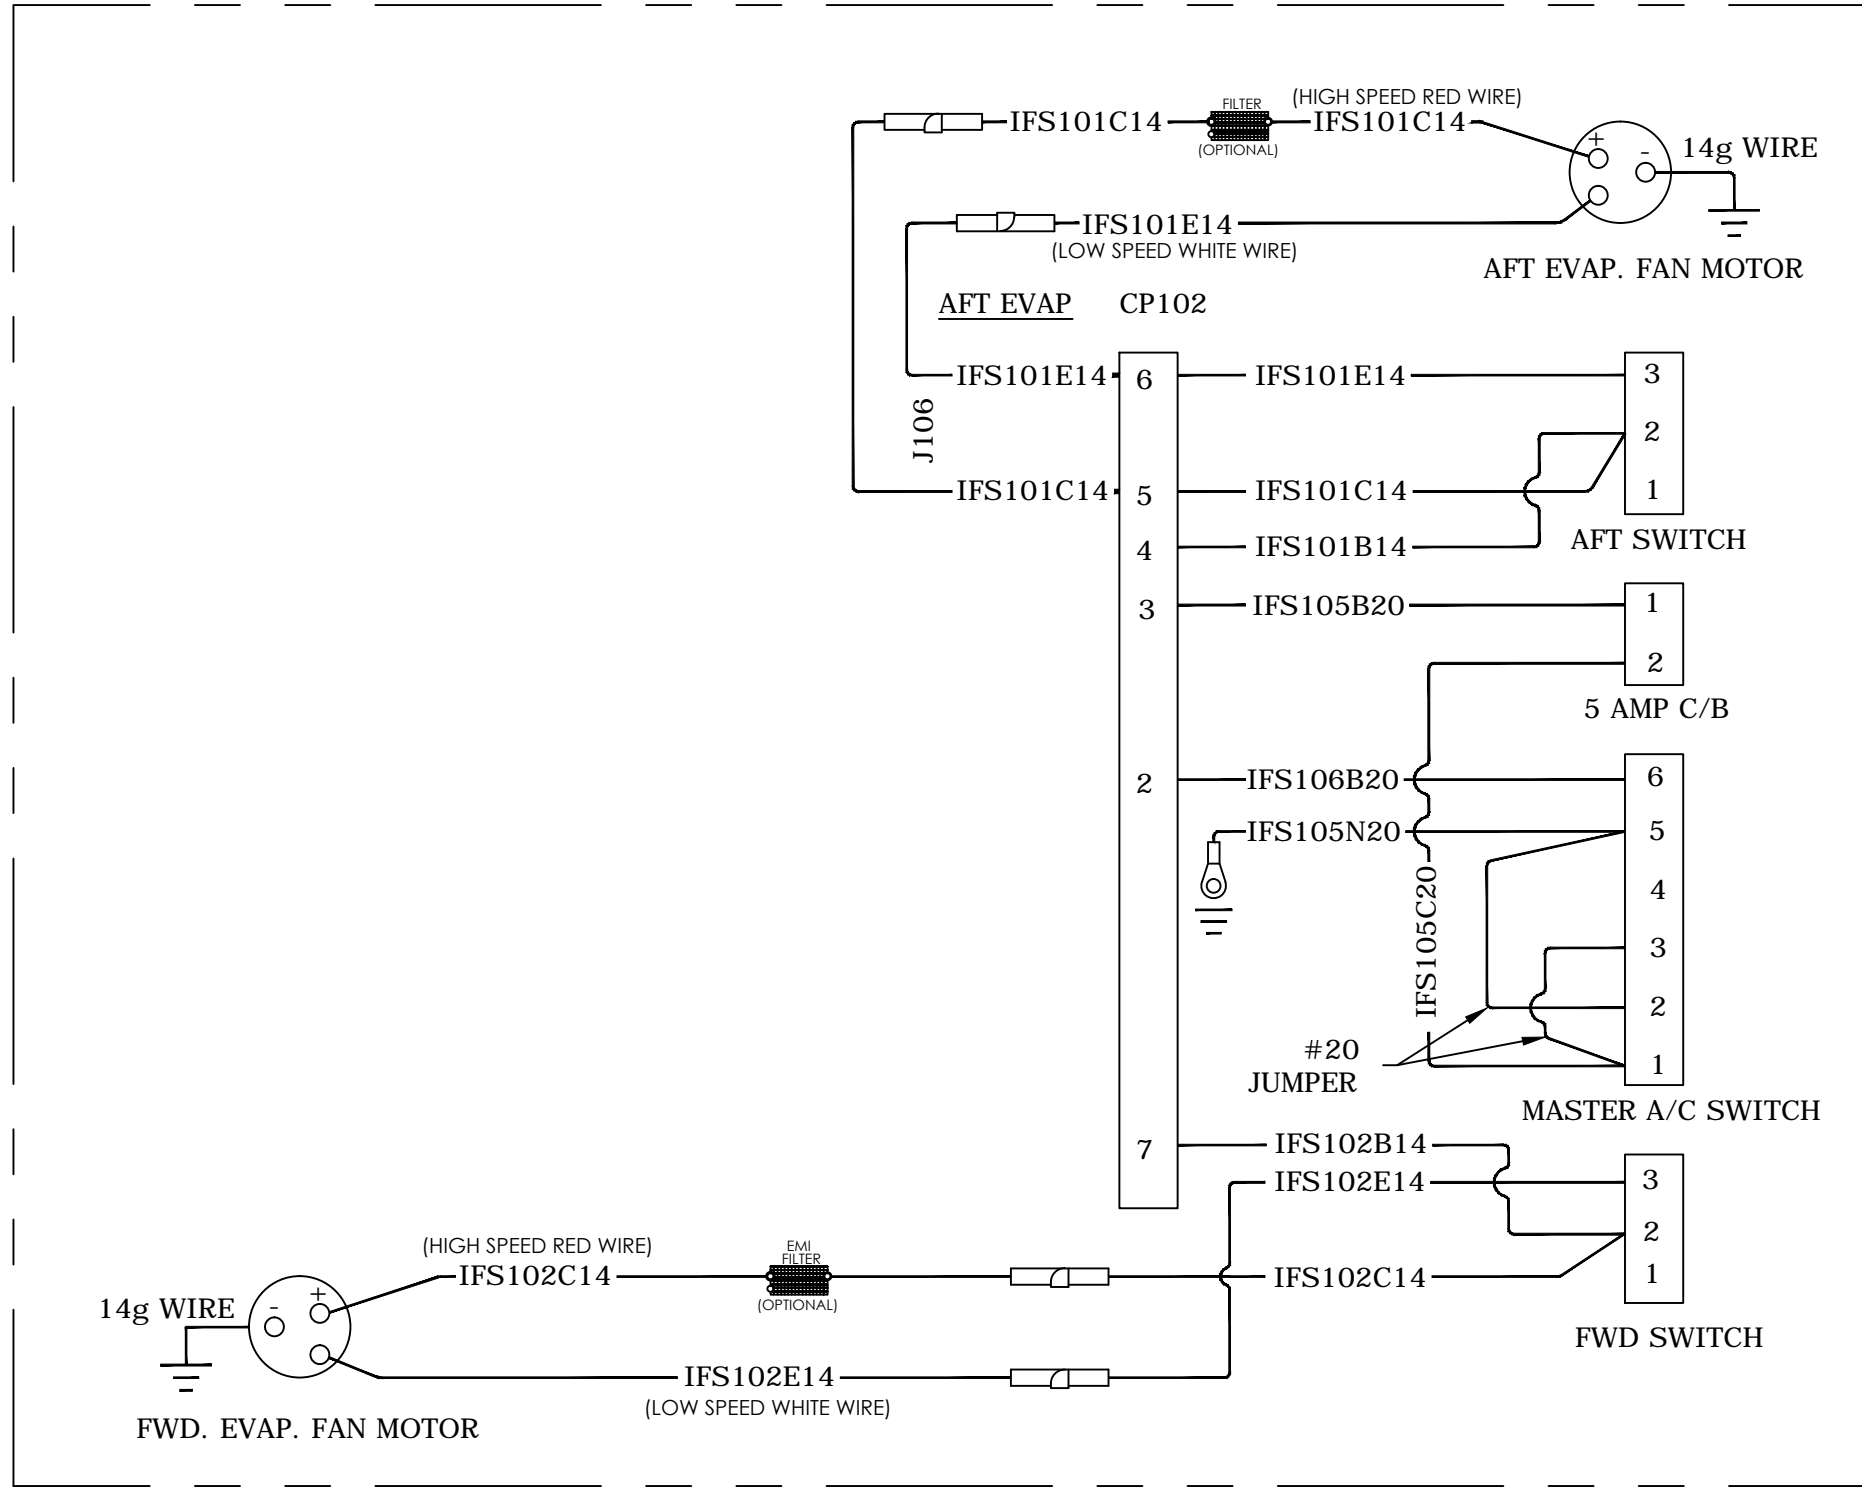 (HIGH SPEED RED WIRE)
FILTER
IFS101C14
IFS101C14
(OPTIONAL)
+
-
14g WIRE
IFS101E14
(LOW SPEED WHITE WIRE)
AFT EVAP. FAN MOTOR
AFT EVAP CP102
IFS101E14 6 IFS101E14 3
J106
2
IFS101C14 5 IFS101C14 1
AFT SWITCH
4 IFS101B14
3 IFS105B20 1
2
5 AMP C/B
2 IFS106B20 6
IFS105N20 5
IFS105C20
4
3
2
#20
JUMPER
1
MASTER A/C SWITCH
7 IFS102B14
IFS102E14 3
2
(HIGH SPEED RED WIRE)
EMI
FILTER
IFS102C14
IFS102C14 1
(OPTIONAL)
FWD SWITCH
14g WIRE
-
+
IFS102E14
(LOW SPEED WHITE WIRE)
FWD. EVAP. FAN MOTOR